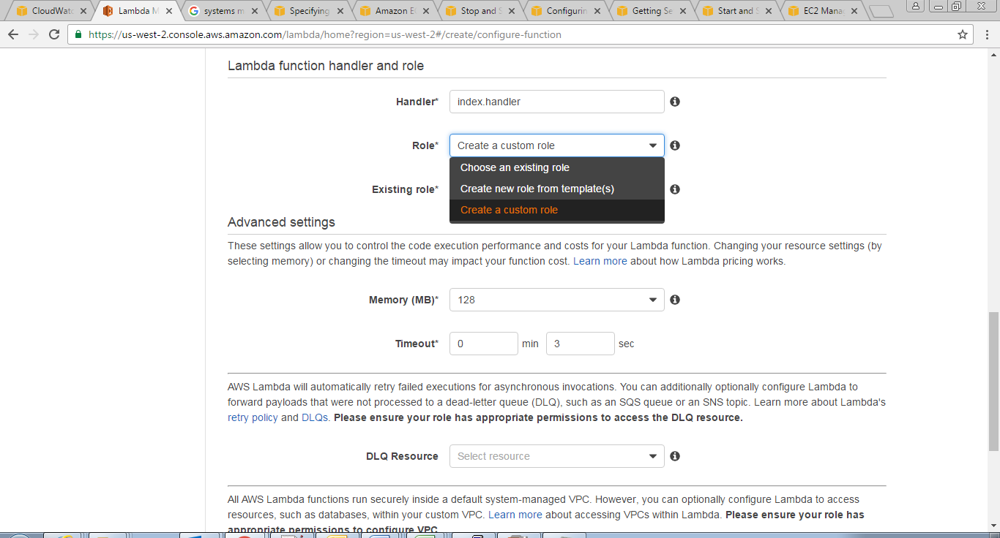 CloudWatc
Lambda M
systems m
Specifying
Amazon E
Stop and S
Configurin
Getting Se
Start and S
EC2 Mana
https://us-west-2.console.aws.amazon.com/lambda/home?region=us-west-2#/create/configure-function
Lambda function handler and role
Handler*
index.handler
Role*
Create a custom role
Choose an existing role
Create new role from template(s)
Create a custom role
Existing role*
Advanced settings
These settings allow you to control the code execution performance and costs for your Lambda function. Changing your resource settings (by
selecting memory) or changing the timeout may impact your function cost. Learn more about how Lambda pricing works.
Memory (MB)*
128
Timeout*
0 min 3 sec
AWS Lambda will automatically retry failed executions for asynchronous invocations. You can additionally optionally configure Lambda to
forward payloads that were not processed to a dead-letter queue (DLQ), such as an SQS queue or an SNS topic. Learn more about Lambda's
retry policy and DLQs. Please ensure your role has appropriate permissions to access the DLQ resource.
DLQ Resource
Select resource
All AWS Lambda functions run securely inside a default system-managed VPC. However, you can optionally configure Lambda to access
resources, such as databases, within your custom VPC. Learn more about accessing VPCs within Lambda. Please ensure your role has
appropriate permissions to configure VPC.